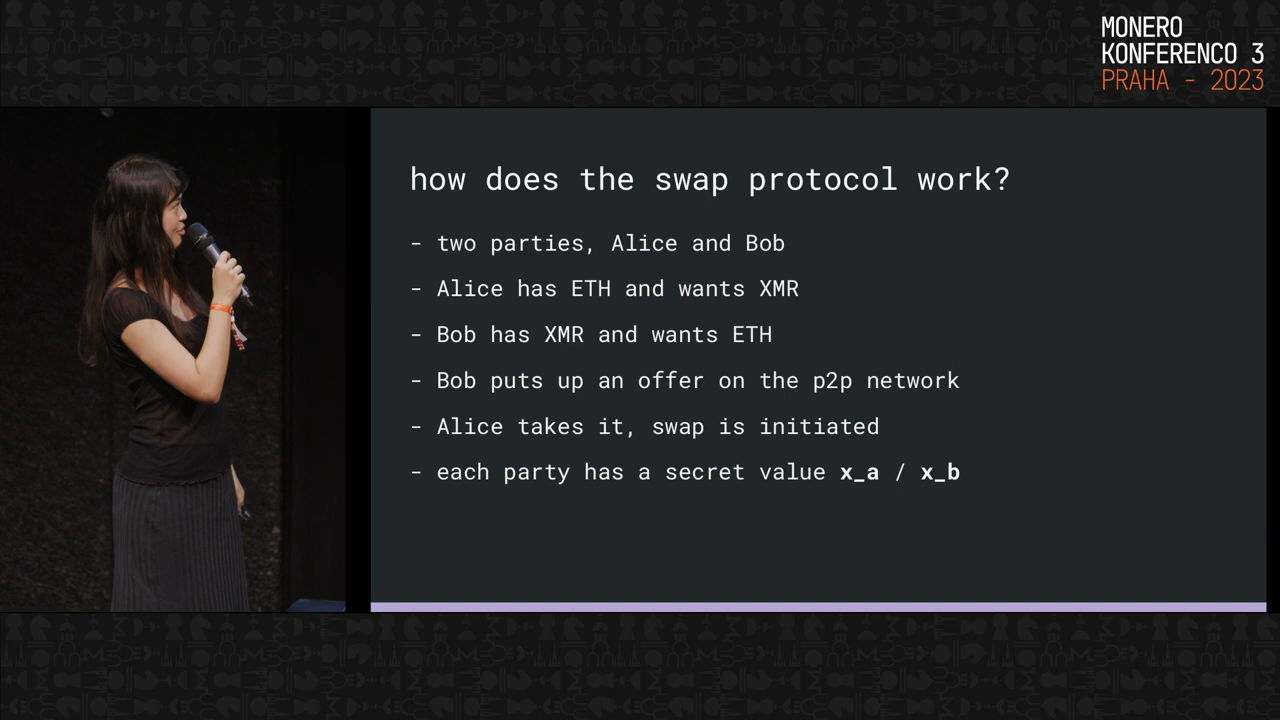 MONERO
KONFERENCO 3
PRAHA - 2023
how does the swap protocol work?
- two parties, Alice and Bob
- Alice has ETH and wants XMR
- Bob has XMR and wants ETH
- Bob puts up an offer on the p2p network
- Alice takes it, swap is initiated
- each party has a secret value x_a / x_b